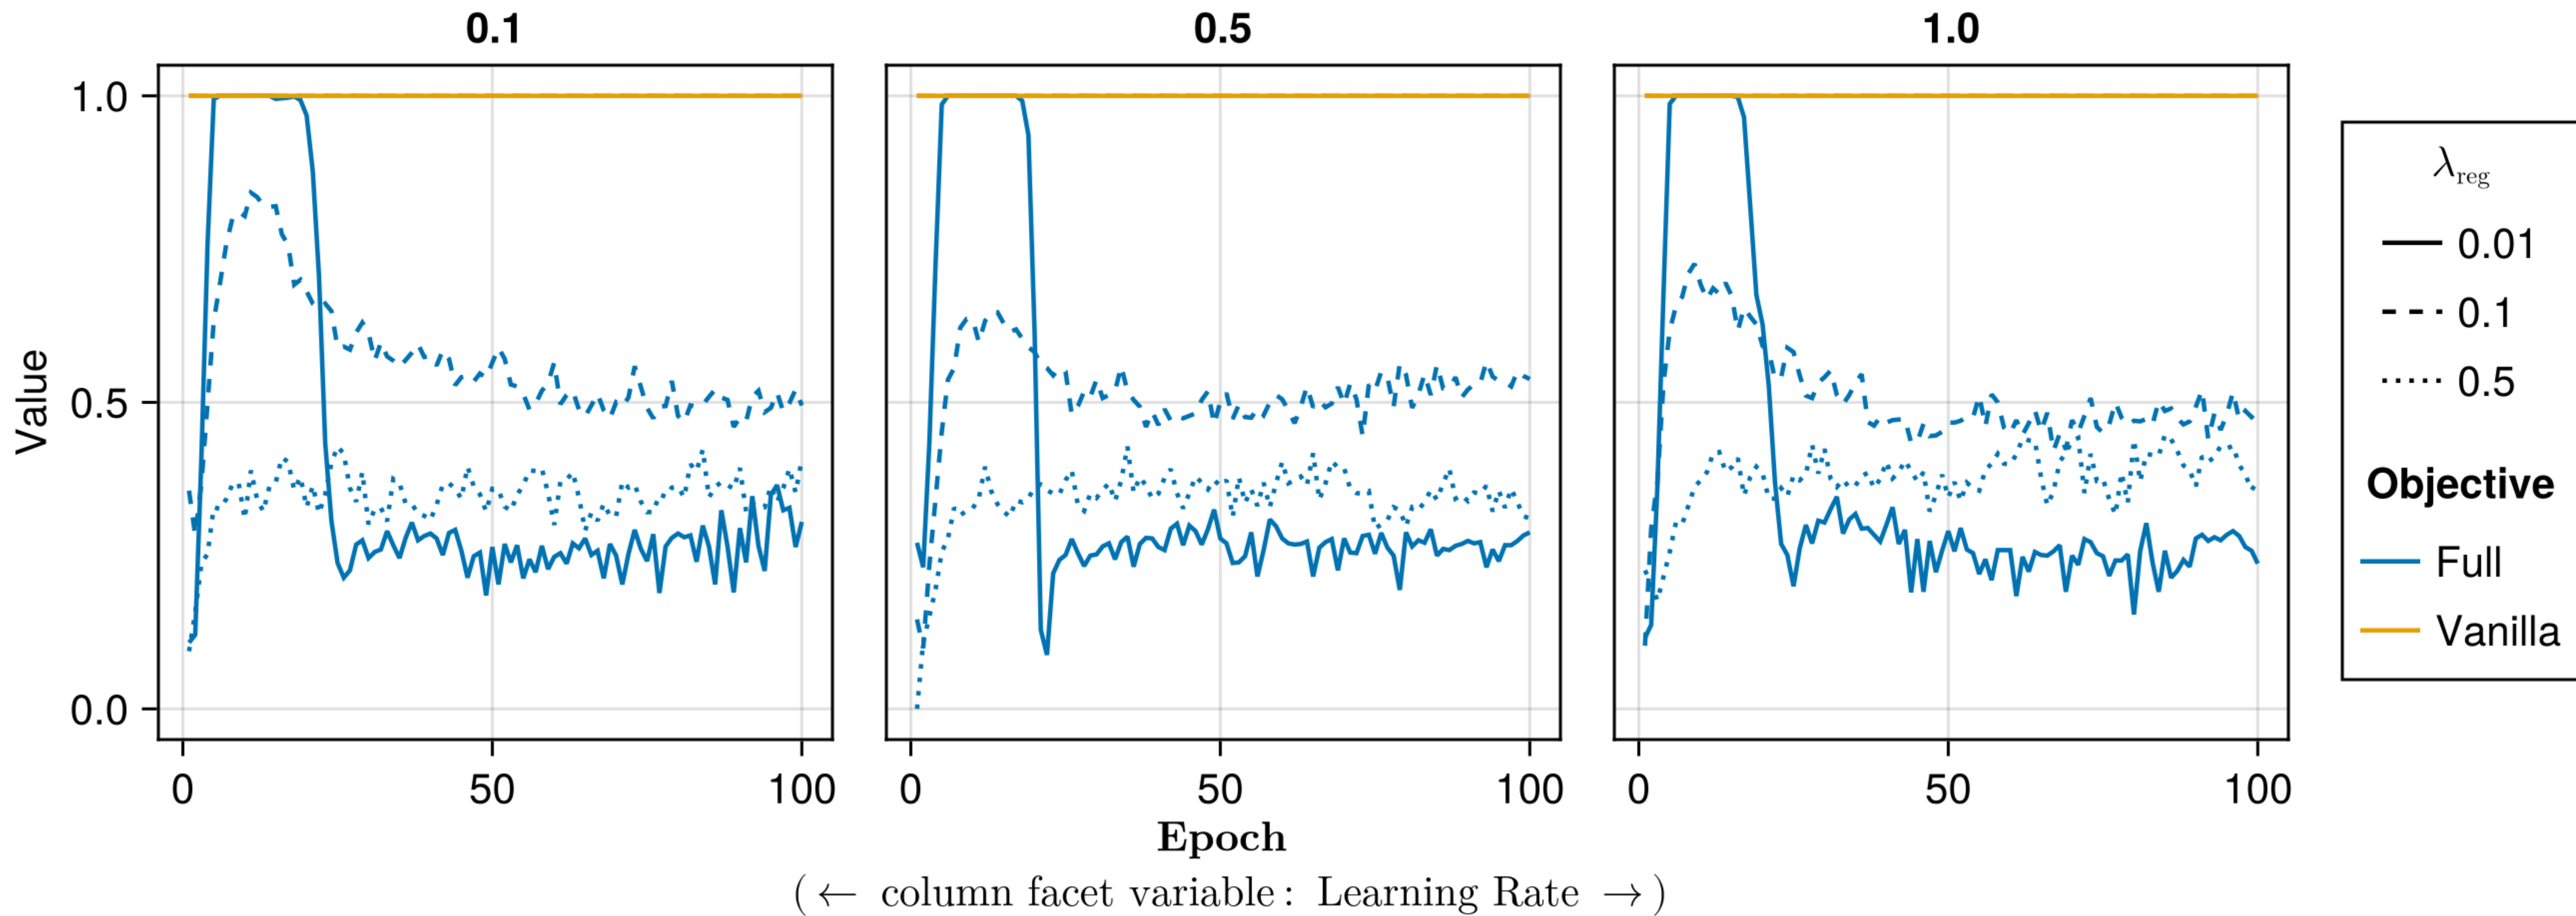 0.1 0.5 1.0
Value
1.0
0.5
0.0
0 50 100 0 50 100 0 50 100
Epoch
( ← column facet variable : Learning Rate → )
λreg
0.01
0.1
0.5
Objective
Full
Vanilla